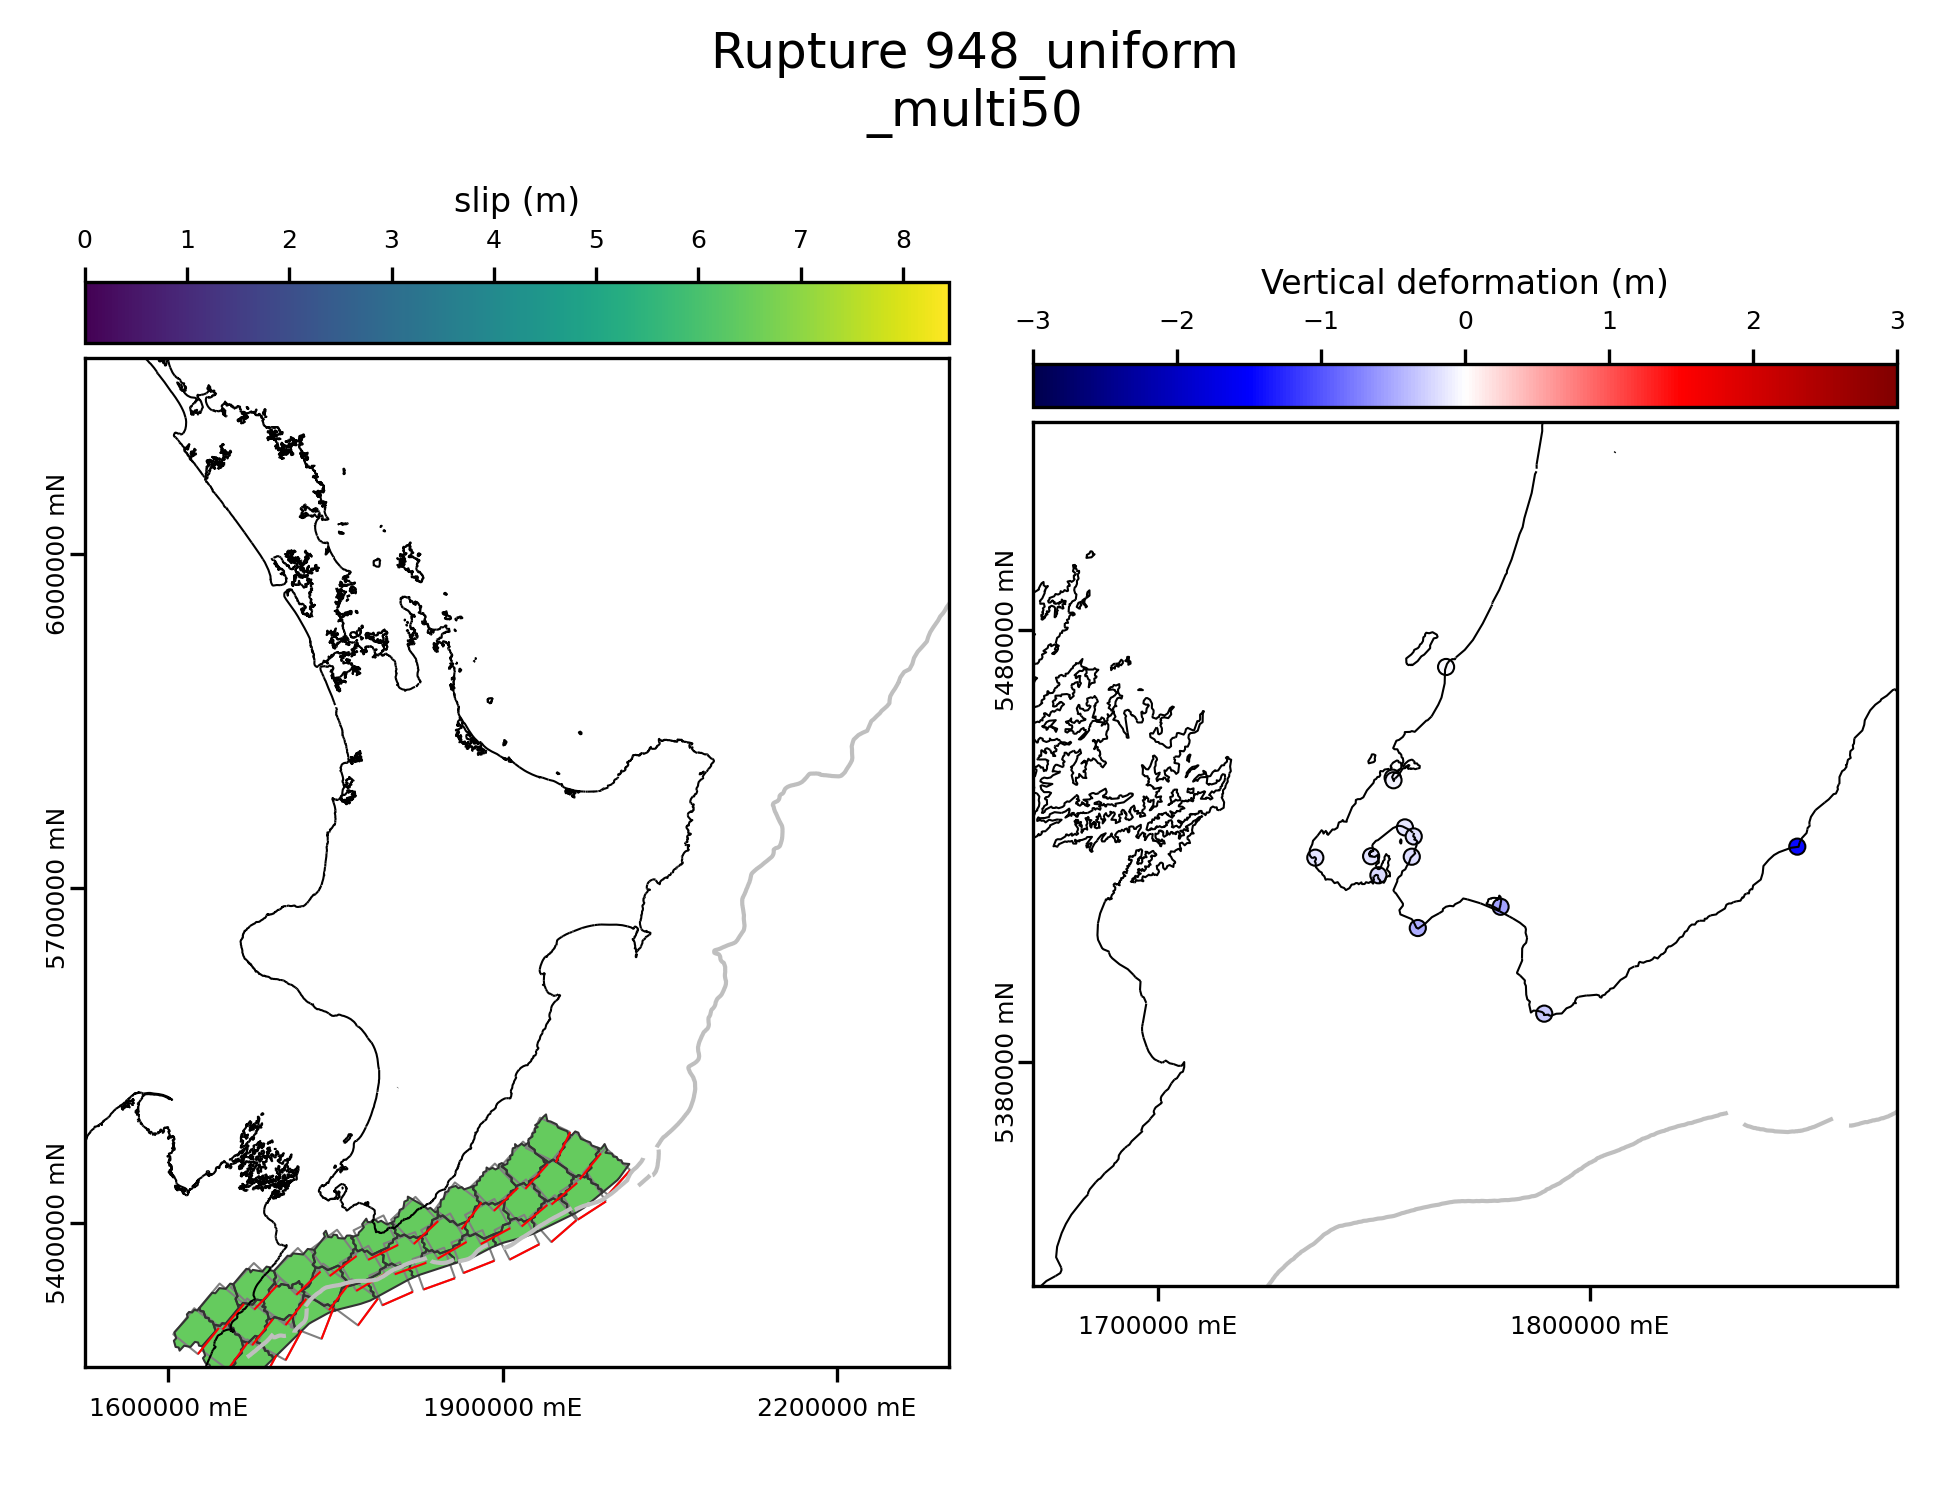 Rupture 948_uniform
_multi50
slip (m)
0 1 2 3 4 5 6 7 8
6000000 mN
5700000 mN
5400000 mN
1600000 mE 1900000 mE 2200000 mE
Vertical deformation (m)
−3 −2 −1 0 1 2 3
5480000 mN
5380000 mN
1700000 mE 1800000 mE